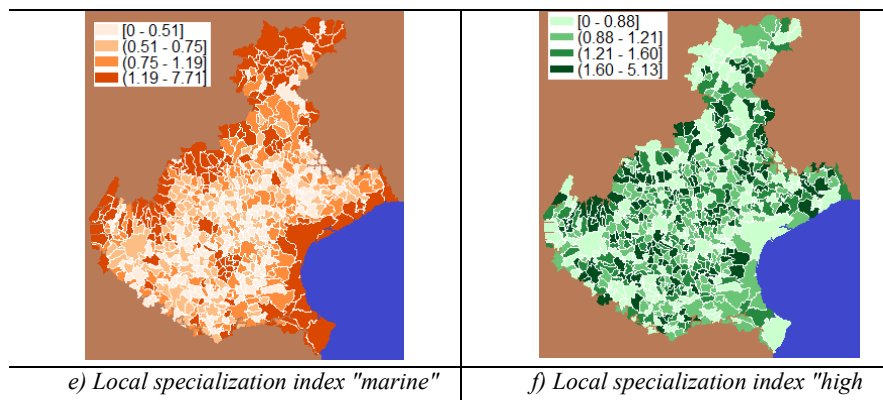 [0 - 0.51]
(0.51 - 0.75]
(0.75 - 1.19]
(1.19 - 7.71]
[0 - 0.88]
(0.88 - 1.21]
(1.21 - 1.60]
(1.60 - 5.13]
e) Local specialization index "marine"
f) Local specialization index "high